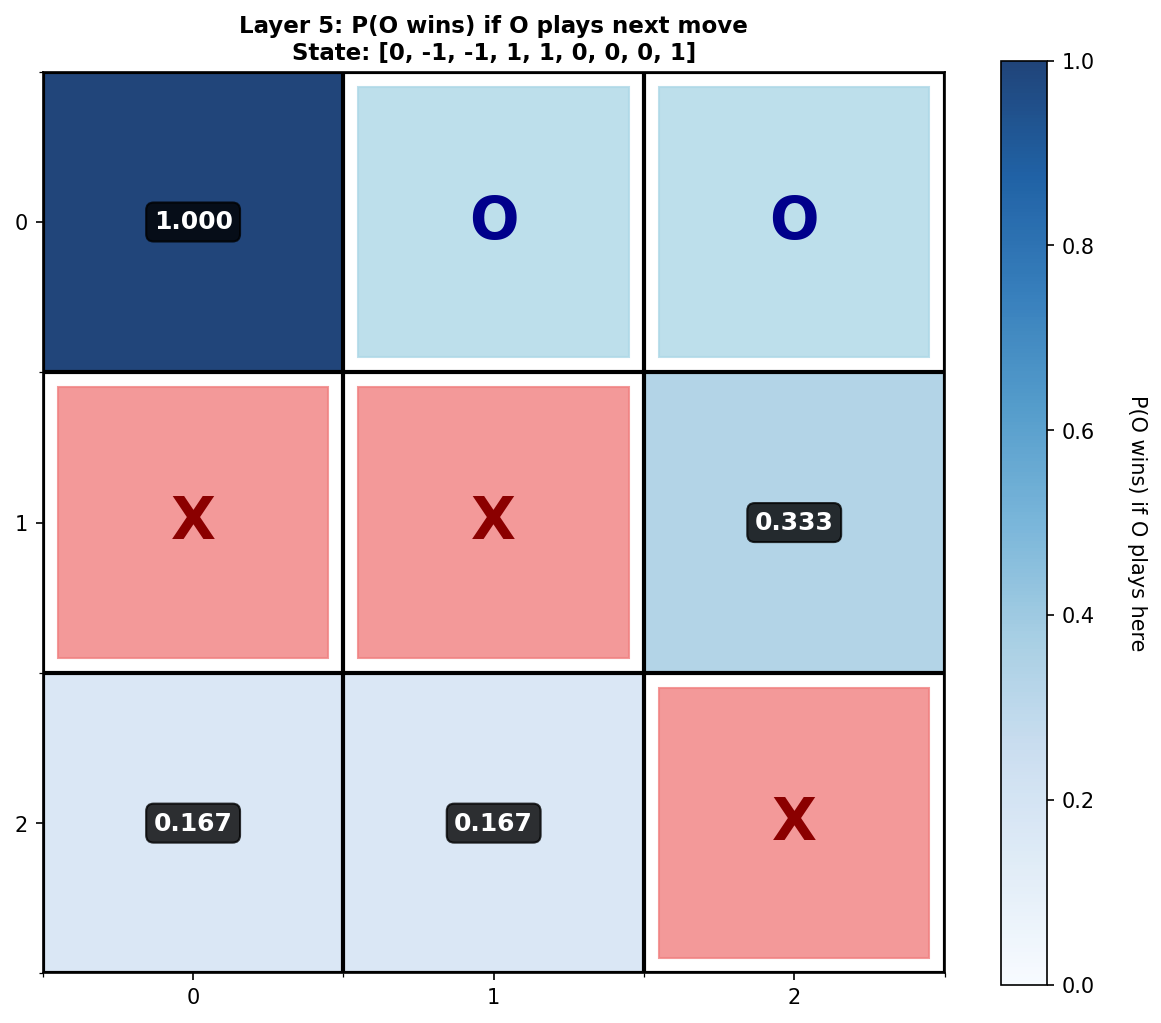 Layer 5: P(O wins) if O plays next move
State: [0, -1, -1, 1, 1, 0, 0, 0, 1]
0
1.000
O
O
1
X
X
0.333
2
0.167
0.167
X
0
1
2
1.0
0.8
0.6
0.4
0.2
0.0
P(O wins) if O plays here